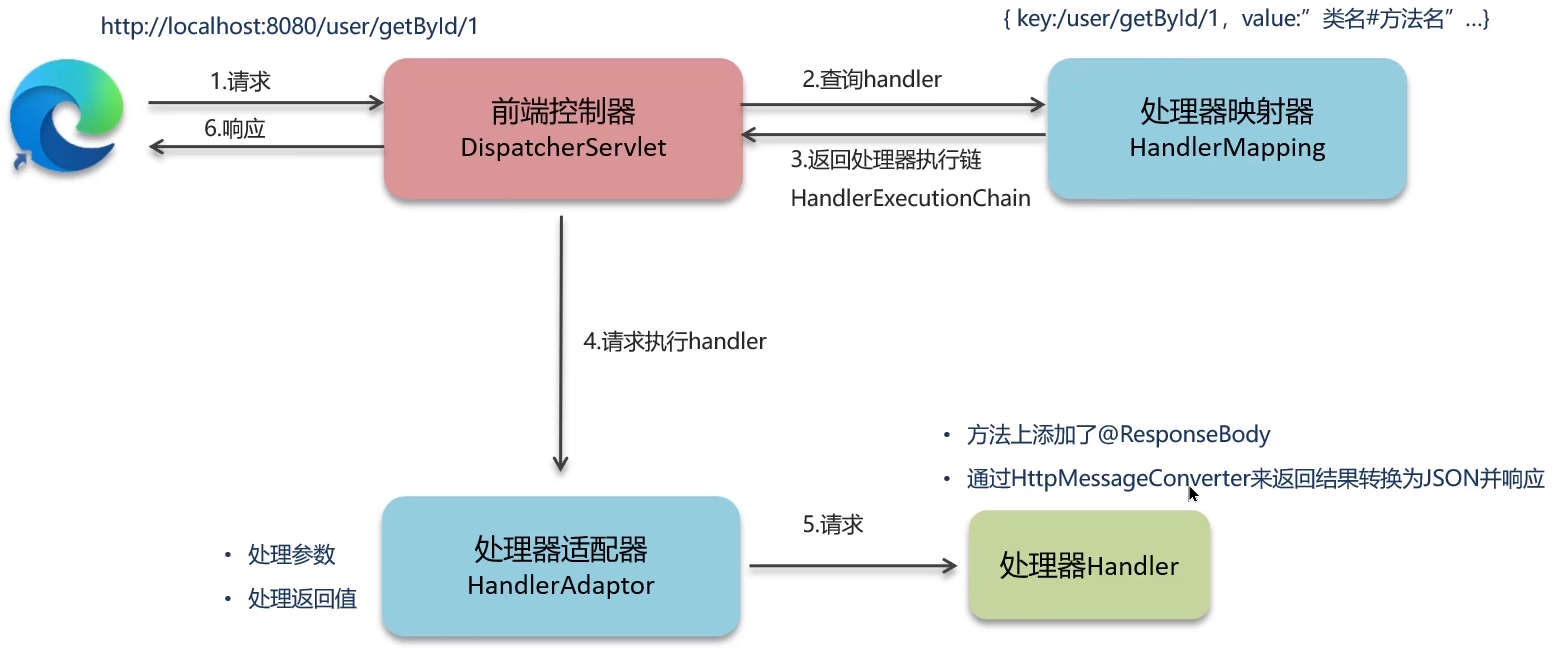 http://localhost:8080/user/getById/1
{ key:/user/getById/1，value:”类名#方法名”...}
1.请求
前端控制器
DispatcherServlet
2.查询handler
处理器映射器
HandlerMapping
6.响应
3.返回处理器执行链
HandlerExecutionChain
4.请求执行handler
• 方法上添加了@ResponseBody
• 通过HttpMessageConverter来返回结果转换为JSON并响应
• 处理参数
• 处理返回值
处理器适配器
HandlerAdaptor
5.请求
处理器Handler